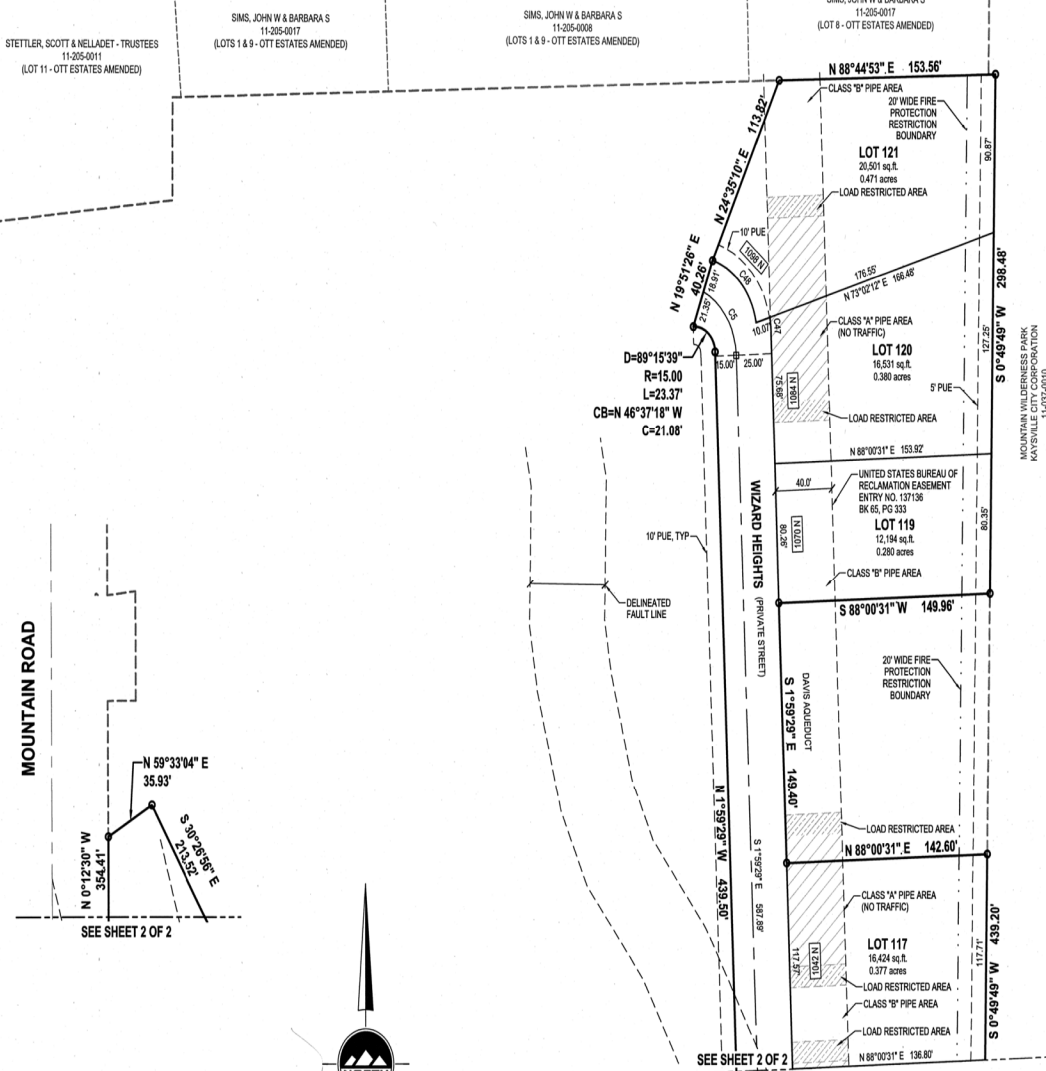 STETTLER, SCOTT & NELLADET - TRUSTEES
11-205-0011
(LOT 11 - OTT ESTATES AMENDED)
SIMS, JOHN W & BARBARA S
11-205-0017
(LOTS 1 & 9 - OTT ESTATES AMENDED)
SIMS, JOHN W & BARBARA S
11-205-0008
(LOTS 1 & 9 - OTT ESTATES AMENDED)
SIMS, JOHN W & BARBARA S
11-205-0017
(LOT 8 - OTT ESTATES AMENDED)
N 88°44'53" E 153.56'
CLASS "B" PIPE AREA
20' WIDE FIRE
PROTECTION
RESTRICTION
BOUNDARY
90.87'
LOT 121
20,501 sq.ft.
0.471 acres
LOAD RESTRICTED AREA
N 24°35'10" E 113.82'
10' PUE
1098 N
C48
N 19°51'26" E
40.26'
18.91'
21.35'
C5
176.55'
N 73°02'12" E 166.48'
10.07'
C47
CLASS "A" PIPE AREA
(NO TRAFFIC)
LOT 120
16,531 sq.ft.
0.380 acres
127.25'
S 0°49'49" W 298.48'
5' PUE
MOUNTAIN WILDERNESS PARK
KAYSVILLE CITY CORPORATION
11-037-0010
D=89°15'39"
R=15.00
L=23.37'
CB=N 46°37'18" W
C=21.08'
15.00'
25.00'
75.68'
1084 N
LOAD RESTRICTED AREA
N 88°00'31" E 153.92'
40.0'
UNITED STATES BUREAU OF
RECLAMATION EASEMENT
ENTRY NO. 137136
BK 65, PG 333
LOT 119
12,194 sq.ft.
0.280 acres
80.26'
1070 N
80.35'
CLASS "B" PIPE AREA
10' PUE, TYP
WIZARD HEIGHTS (PRIVATE STREET)
DELINEATED
FAULT LINE
S 88°00'31" W 149.96'
MOUNTAIN ROAD
20' WIDE FIRE
PROTECTION
RESTRICTION
BOUNDARY
DAVIS AQUEDUCT
S 1°59'29" E 149.40'
N 59°33'04" E
35.93'
N 0°12'30" W
354.41'
S 30°26'56" E
213.52'
SEE SHEET 2 OF 2
N 1°59'29" W 439.50'
S 1°59'29" E 587.89'
LOAD RESTRICTED AREA
N 88°00'31" E 142.60'
CLASS "A" PIPE AREA
(NO TRAFFIC)
LOT 117
16,424 sq.ft.
0.377 acres
117.57'
1042 N
117.71'
S 0°49'49" W 439.20'
LOAD RESTRICTED AREA
CLASS "B" PIPE AREA
LOAD RESTRICTED AREA
SEE SHEET 2 OF 2
N 88°00'31" E 136.80'